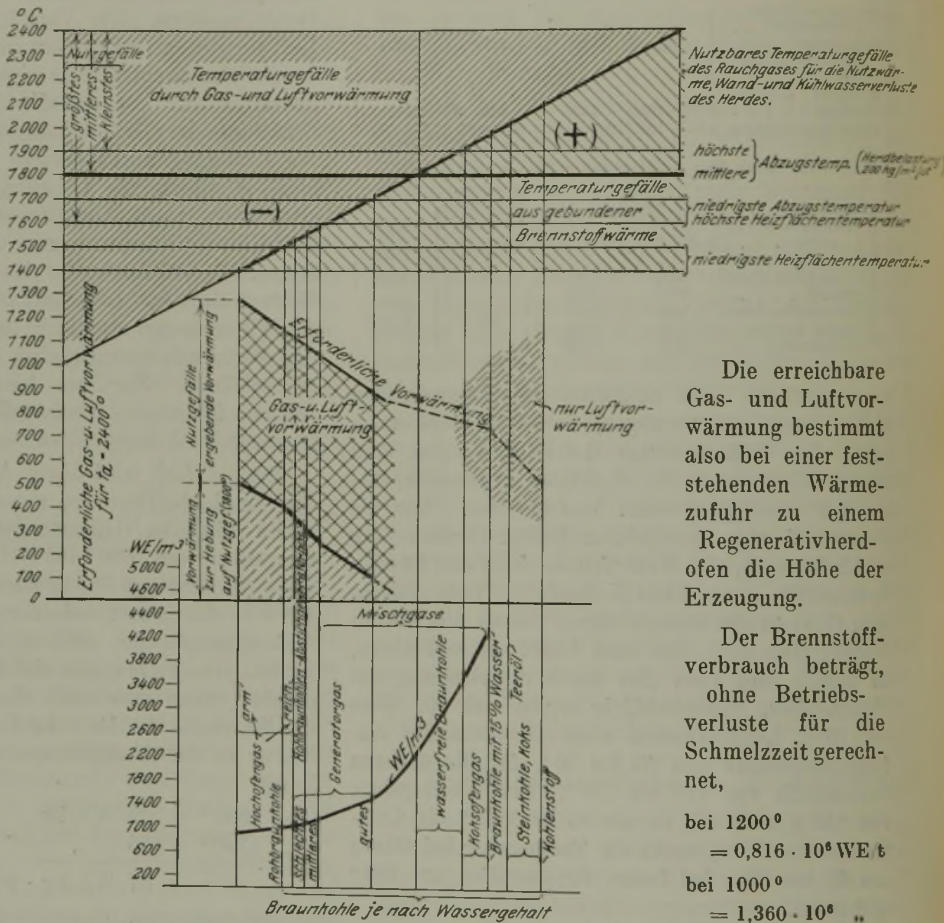 °C
2400
2300
2200
2100
2000
1900
1800
1700
1600
1500
1400
1300
1200
1100
1000
900
800
700
600
500
400
300
200
100
0
Nutzgefälle
größtes
mittleres
kleinstes
Temperaturgefälle
durch Gas- und Luftvorwärmung
(+)
(−)
Temperaturgefälle
aus gebundener
Brennstoffwärme
Nutzbares Temperaturgefälle
des Rauchgases für die Nutzwär-
me, Wand- und Kühlwasserverluste
des Herdes.
höchste
mittlere
Abzugstemp.
(Herdbelastung
niedrigste Abzugstemperatur
höchste Heizflächentemperatur
niedrigste Heizflächentemperatur
Erforderliche Gas- u. Luftvorwärmung
für ta = 2400°
Nutzgefälle
ergebende Vorwärmung
Vorwärmung
zur Hebung
auf Nutzgef. (1800°)
Erforderliche Vorwärmung
Gas- u. Luft-
vorwärmung
nur Luftvor-
wärmung
WE/m³
5000
4600
4400
4200
3800
3400
3000
2600
2200
1800
1400
1000
600
200
Mischgase
WE/m³
Hochofengas
arm
reich
Rohbraunkohle
schlechtes
mittleres
gutes
Generatorgas
wasserfreie Braunkohle
Koksofengas
Braunkohle mit 15% Wasser
Steinkohle, Koks
Teeröl
Kohlenstoff
Braunkohle je nach Wassergehalt
Die erreichbare
Gas- und Luftvor-
wärmung bestimmt
also bei einer fest-
stehenden Wärme-
zufuhr zu einem
Regenerativherd-
ofen die Höhe der
Erzeugung.
Der Brennstoff-
verbrauch beträgt,
ohne Betriebs-
verluste für die
Schmelzzeit gerech-
net,
bei 1200°
= 0,816 · 10⁶ WE t
bei 1000°
= 1,360 · 10⁶ „